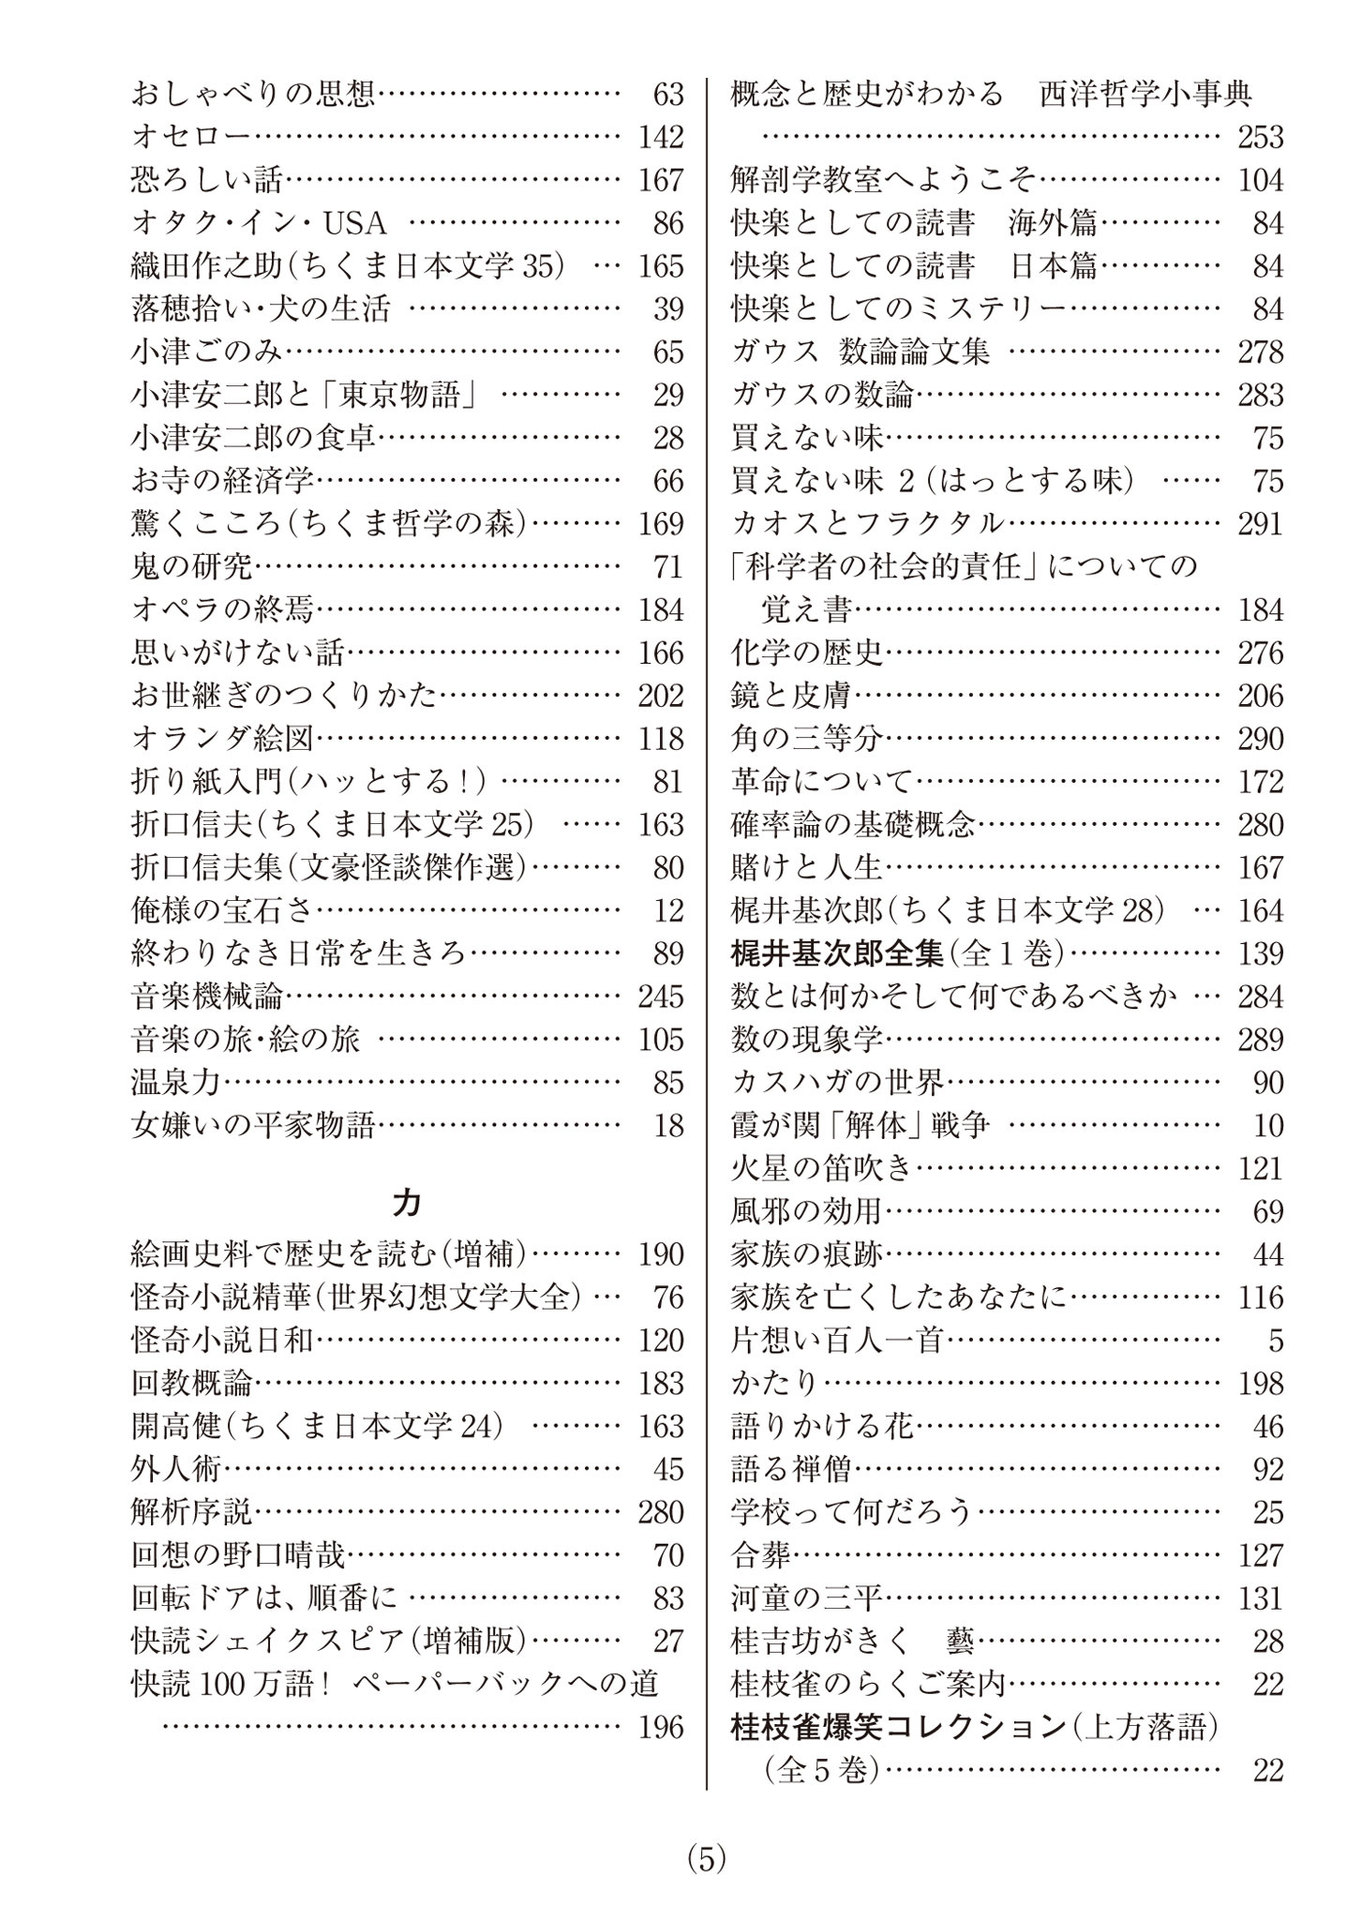 おしゃべりの思想…………………… 63
オセロー……………………………… 142
恐ろしい話…………………………… 167
オタク・イン・USA ………………… 86
織田作之助(ちくま日本文学35) … 165
落穂拾い・犬の生活 ………………… 39
小津ごのみ…………………………… 65
小津安二郎と「東京物語」 ………… 29
小津安二郎の食卓…………………… 28
お寺の経済学………………………… 66
驚くこころ(ちくま哲学の森)……… 169
鬼の研究……………………………… 71
オペラの終焉………………………… 184
思いがけない話……………………… 166
お世継ぎのつくりかた……………… 202
オランダ絵図………………………… 118
折り紙入門(ハッとする!) ………… 81
折口信夫(ちくま日本文学25) …… 163
折口信夫集(文豪怪談傑作選)……… 80
俺様の宝石さ………………………… 12
終わりなき日常を生きろ…………… 89
音楽機械論…………………………… 245
音楽の旅・絵の旅 …………………… 105
温泉力………………………………… 85
女嫌いの平家物語…………………… 18
カ
絵画史料で歴史を読む(増補)……… 190
怪奇小説精華(世界幻想文学大全) … 76
怪奇小説日和………………………… 120
回教概論……………………………… 183
開高健(ちくま日本文学24) ……… 163
外人術………………………………… 45
解析序説……………………………… 280
回想の野口晴哉……………………… 70
回転ドアは、順番に ………………… 83
快読シェイクスピア(増補版)……… 27
快読100万語! ペーパーバックへの道
……………………………………… 196
概念と歴史がわかる　西洋哲学小事典
……………………………………… 253
解剖学教室へようこそ……………… 104
快楽としての読書　海外篇………… 84
快楽としての読書　日本篇………… 84
快楽としてのミステリー…………… 84
ガウス 数論論文集 ………………… 278
ガウスの数論………………………… 283
買えない味…………………………… 75
買えない味 2(はっとする味) …… 75
カオスとフラクタル………………… 291
「科学者の社会的責任」についての
覚え書……………………………… 184
化学の歴史…………………………… 276
鏡と皮膚……………………………… 206
角の三等分…………………………… 290
革命について………………………… 172
確率論の基礎概念…………………… 280
賭けと人生…………………………… 167
梶井基次郎(ちくま日本文学28) … 164
梶井基次郎全集(全1巻)…………… 139
数とは何かそして何であるべきか … 284
数の現象学…………………………… 289
カスハガの世界……………………… 90
霞が関「解体」戦争 ………………… 10
火星の笛吹き………………………… 121
風邪の効用…………………………… 69
家族の痕跡…………………………… 44
家族を亡くしたあなたに…………… 116
片想い百人一首……………………… 5
かたり………………………………… 198
語りかける花………………………… 46
語る禅僧……………………………… 92
学校って何だろう…………………… 25
合葬…………………………………… 127
河童の三平…………………………… 131
桂吉坊がきく　藝…………………… 28
桂枝雀のらくご案内………………… 22
桂枝雀爆笑コレクション(上方落語)
(全5巻)…………………………… 22
(5)